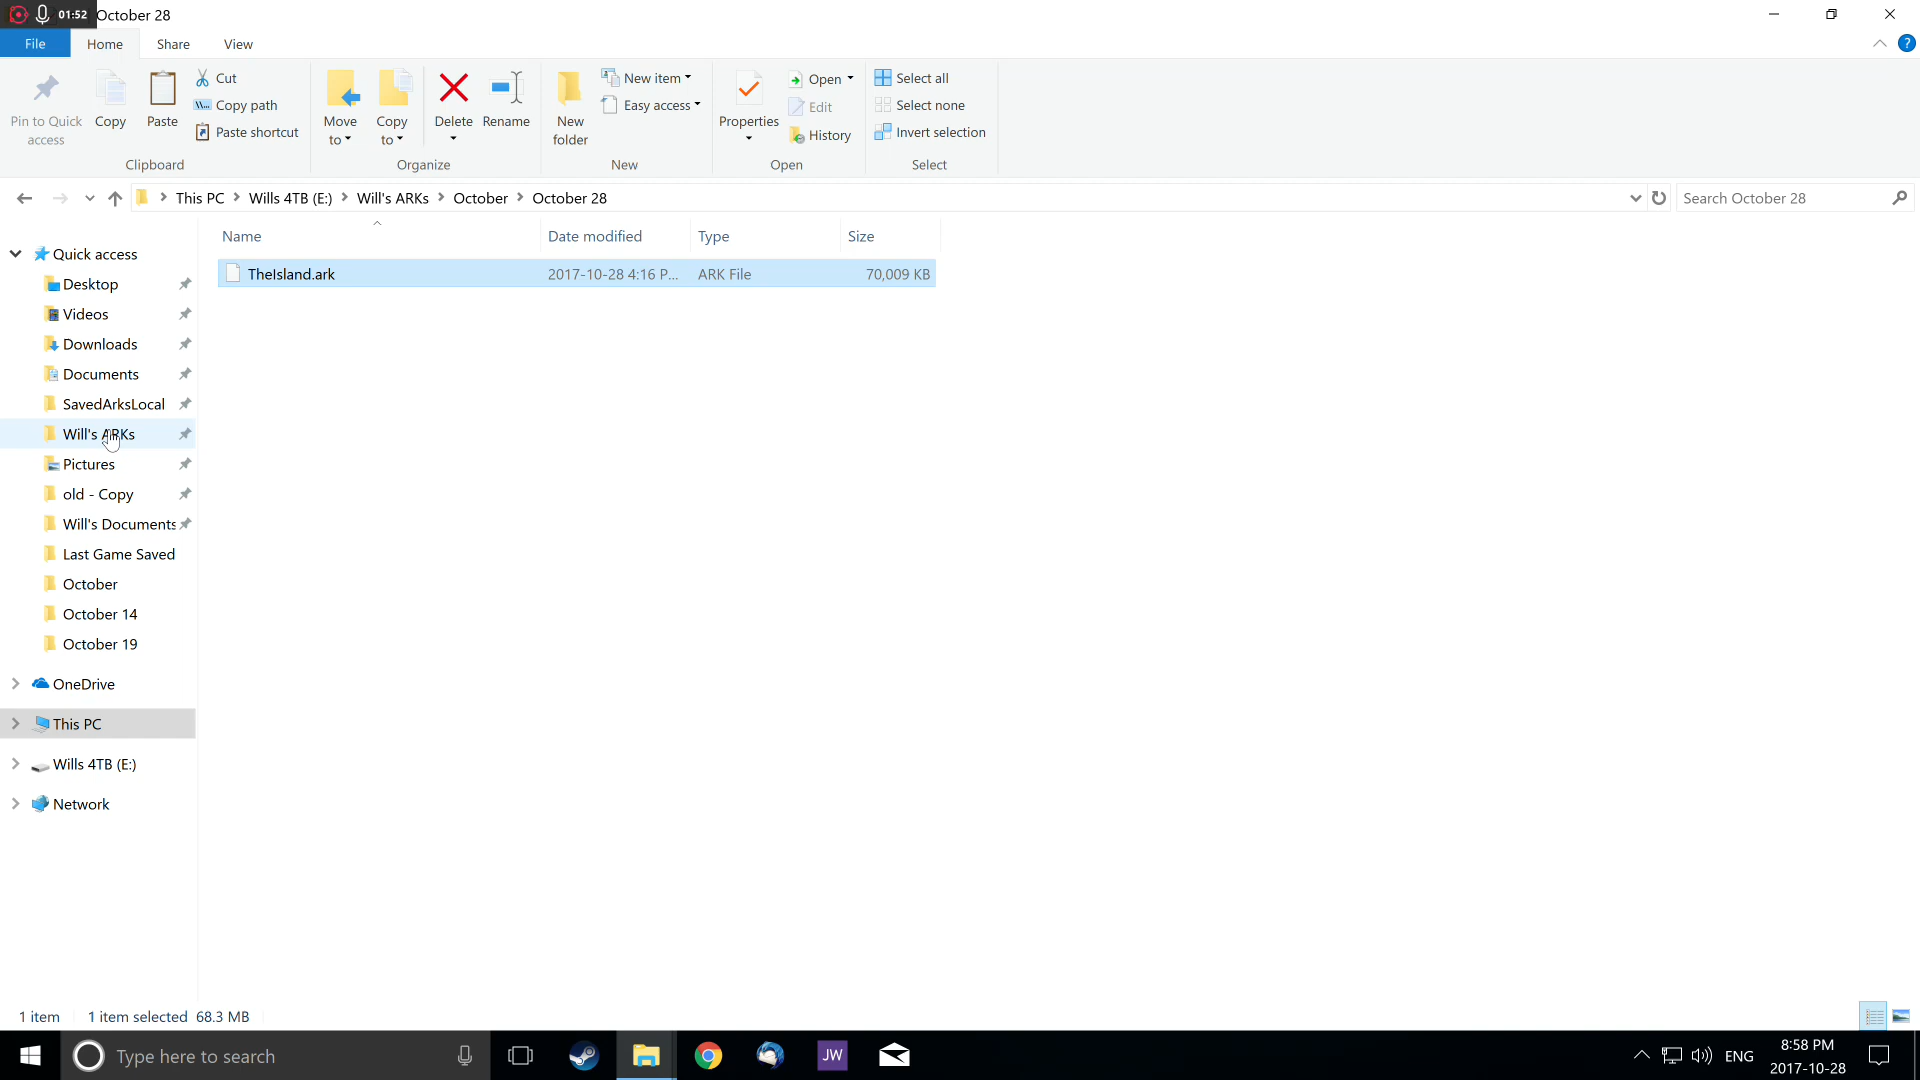 01:52 October 28
File Home Share View
?
Pin to Quick access
Copy
Paste
Cut
Copy path
Paste shortcut
Clipboard
Move to
Copy to
Delete
Rename
Organize
New folder
New item
Easy access
New
Properties
Open
Edit
History
Open
Select all
Select none
Invert selection
Select
This PC Wills 4TB (E:) Will's ARKs October October 28
Search October 28
Name Date modified Type Size
TheIsland.ark 2017-10-28 4:16 P... ARK File 70,009 KB
Quick access
Desktop
Videos
Downloads
Documents
SavedArksLocal
Will's ARKs
Pictures
old - Copy
Will's Documents
Last Game Saved
October
October 14
October 19
OneDrive
This PC
Wills 4TB (E:)
Network
1 item 1 item selected 68.3 MB
Type here to search
JW
ENG
8:58 PM
2017-10-28